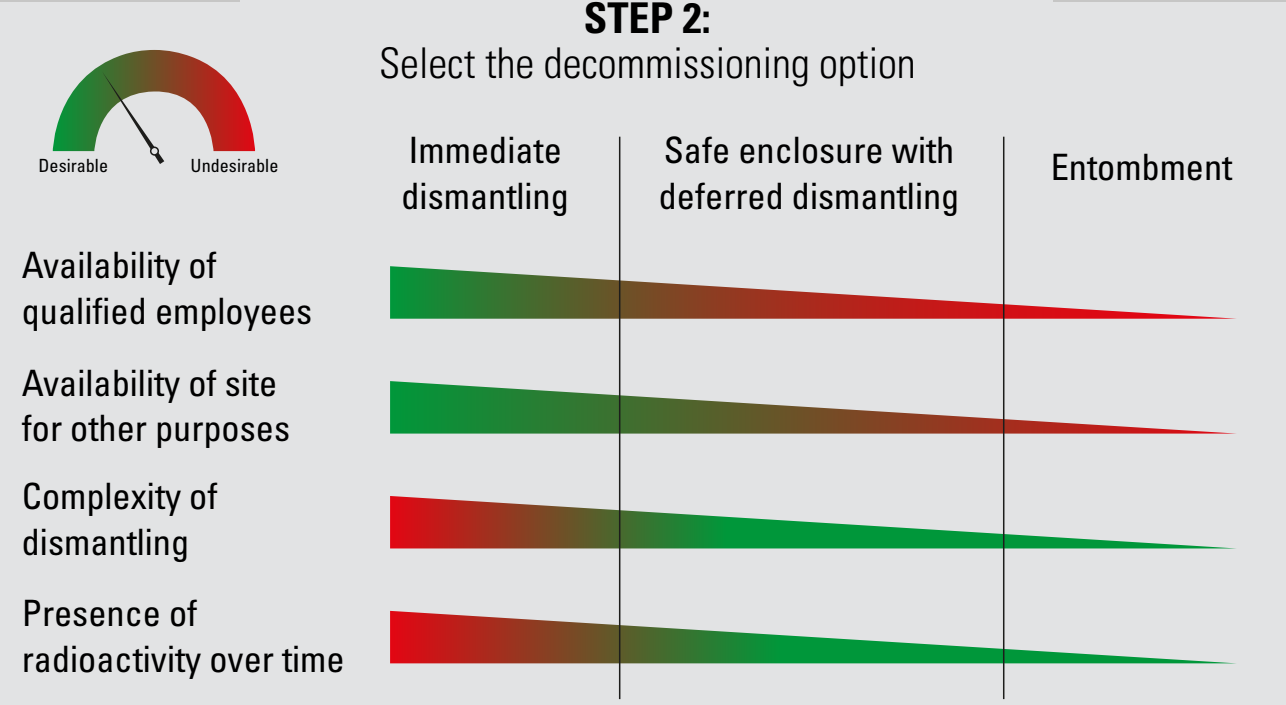 STEP 2:
Select the decommissioning option
Desirable
Undesirable
Immediate
dismantling
Safe enclosure with
deferred dismantling
Entombment
Availability of
qualified employees
Availability of site
for other purposes
Complexity of
dismantling
Presence of
radioactivity over time